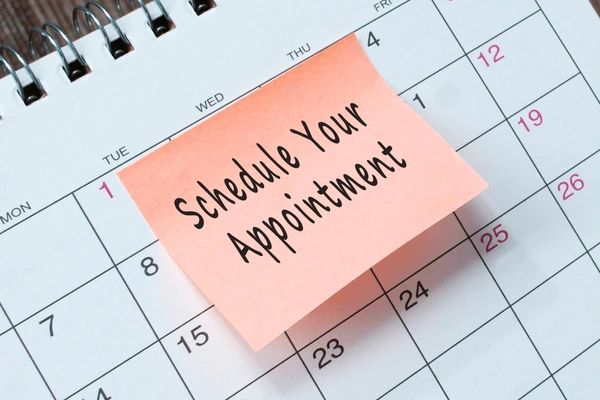 MON TUE WED THU FRI
1 4
Schedule Your
Appointment
1 12
8 19
7 26
15 23 24 25